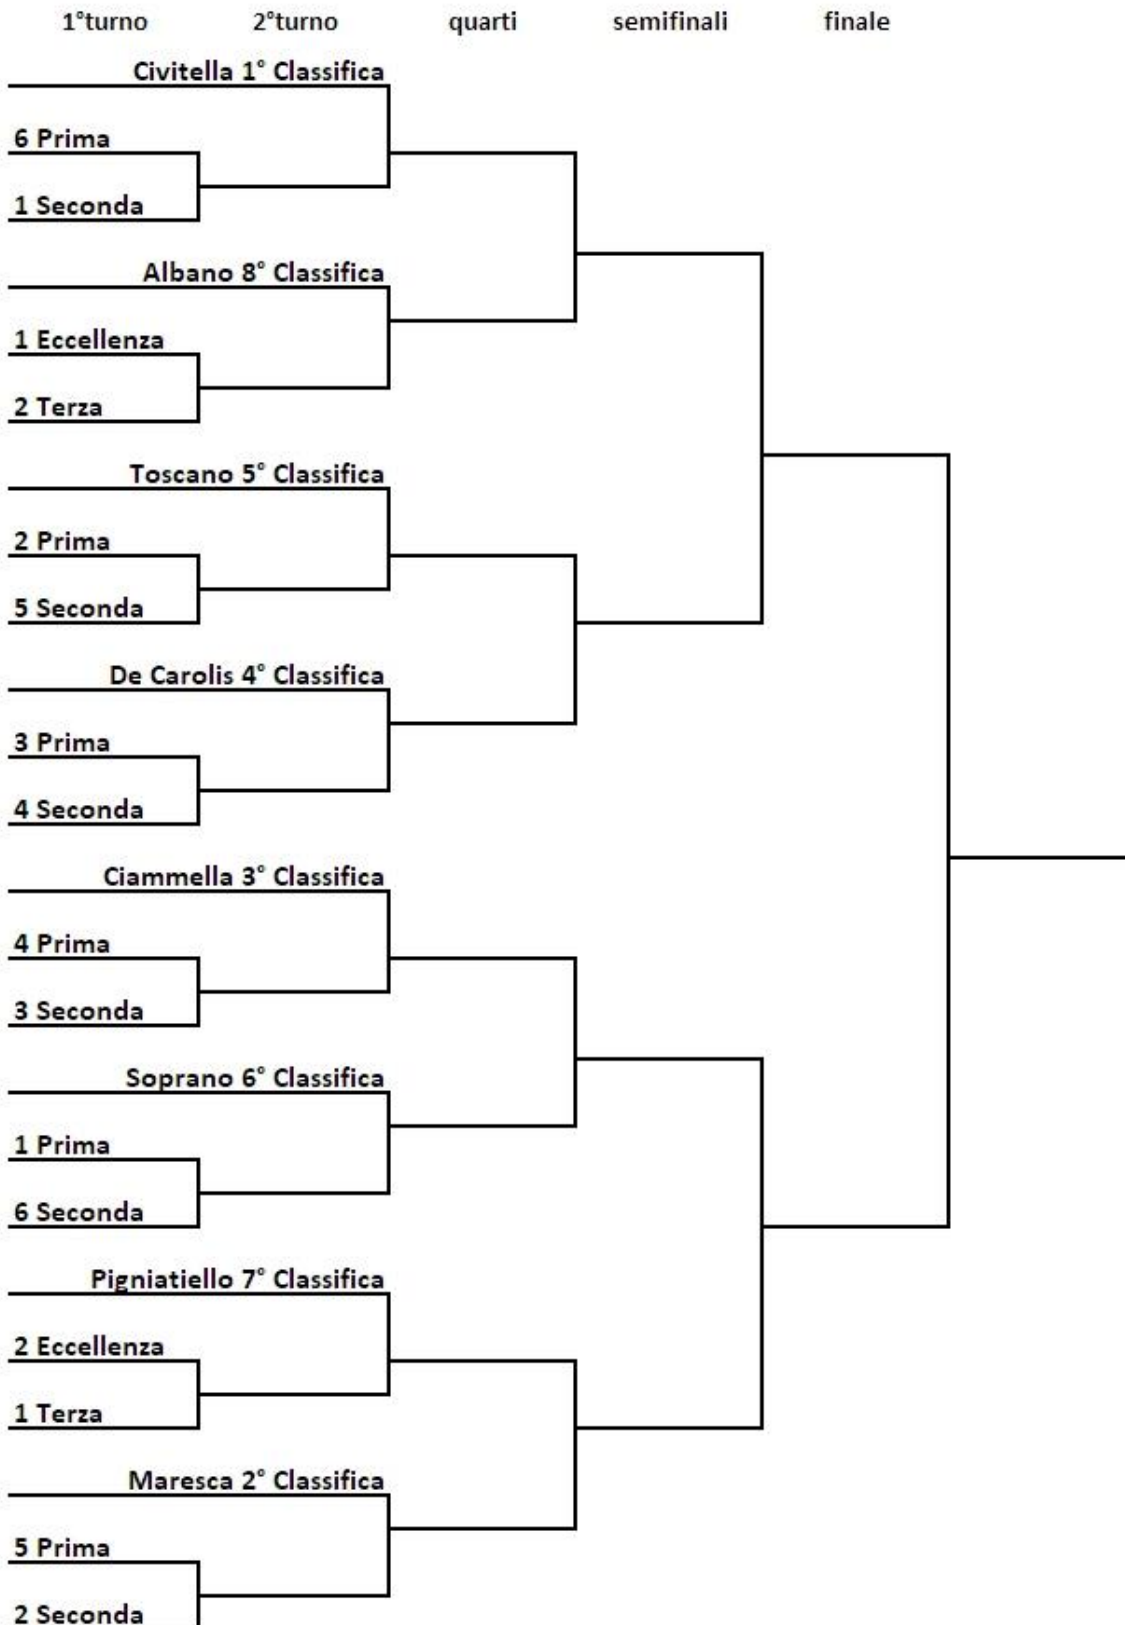 1°turno 2°turno quarti semifinali finale
Civitella 1° Classifica
6 Prima
1 Seconda
Albano 8° Classifica
1 Eccellenza
2 Terza
Toscano 5° Classifica
2 Prima
5 Seconda
De Carolis 4° Classifica
3 Prima
4 Seconda
Ciammella 3° Classifica
4 Prima
3 Seconda
Soprano 6° Classifica
1 Prima
6 Seconda
Pigniatiello 7° Classifica
2 Eccellenza
1 Terza
Maresca 2° Classifica
5 Prima
2 Seconda